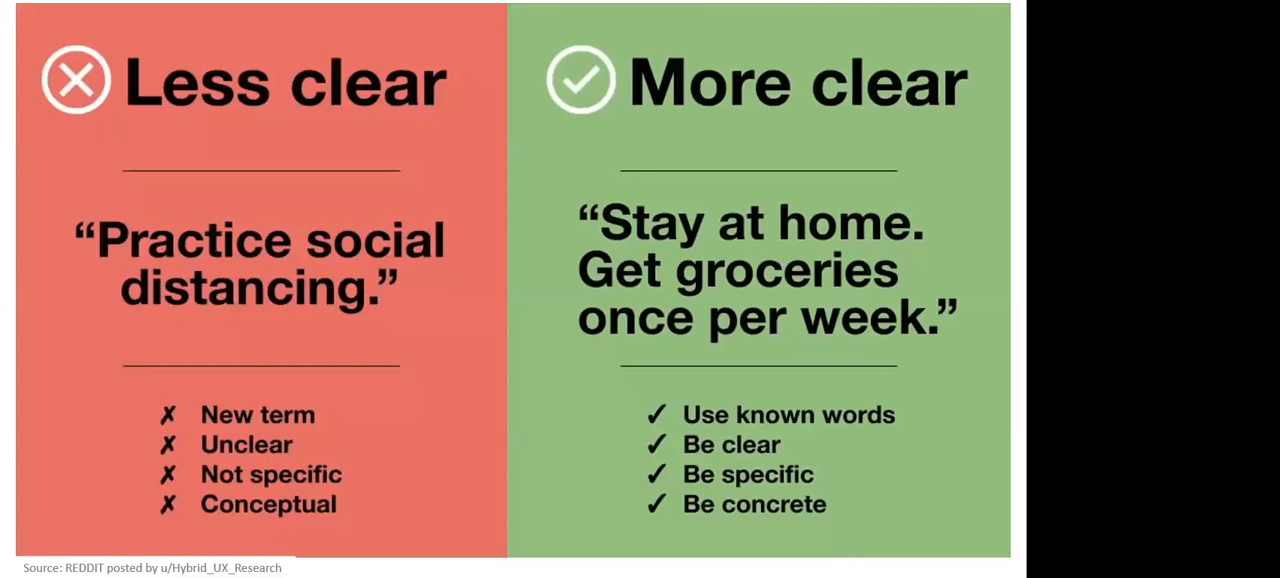 Less clear
“Practice social
distancing.”
✗ New term
✗ Unclear
✗ Not specific
✗ Conceptual
More clear
“Stay at home.
Get groceries
once per week.”
✓ Use known words
✓ Be clear
✓ Be specific
✓ Be concrete
Source: REDDIT posted by u/Hybrid_UX_Research